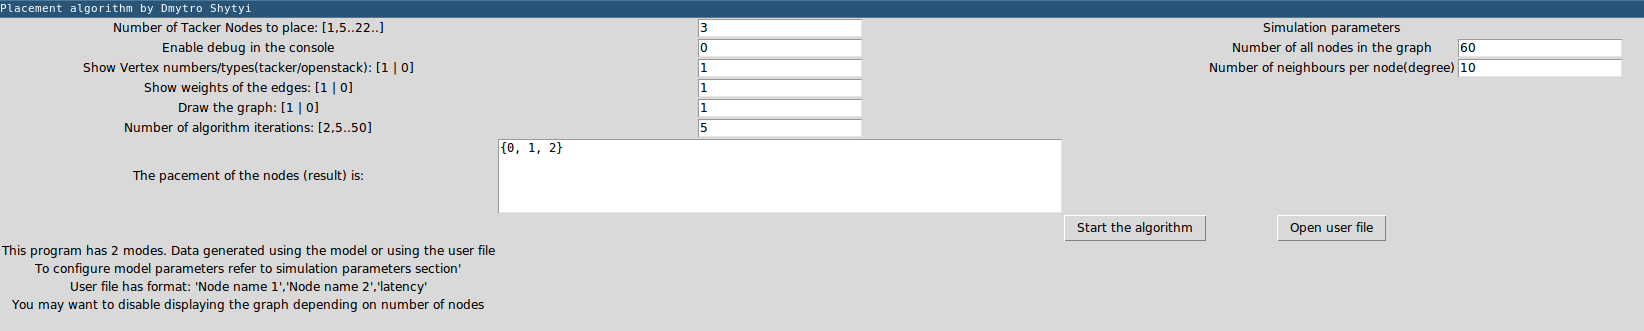 Placement algorithm by Dmytro Shytyi
Number of Tacker Nodes to place: [1,5..22..] 3 Simulation parameters
Enable debug in the console 0 Number of all nodes in the graph 60
Show Vertex numbers/types(tacker/openstack): [1 | 0] 1 Number of neighbours per node(degree) 10
Show weights of the edges: [1 | 0] 1
Draw the graph: [1 | 0] 1
Number of algorithm iterations: [2,5..50] 5
{0, 1, 2}
The pacement of the nodes (result) is:
Start the algorithm Open user file
This program has 2 modes. Data generated using the model or using the user file
To configure model parameters refer to simulation parameters section'
User file has format: 'Node name 1','Node name 2','latency'
You may want to disable displaying the graph depending on number of nodes